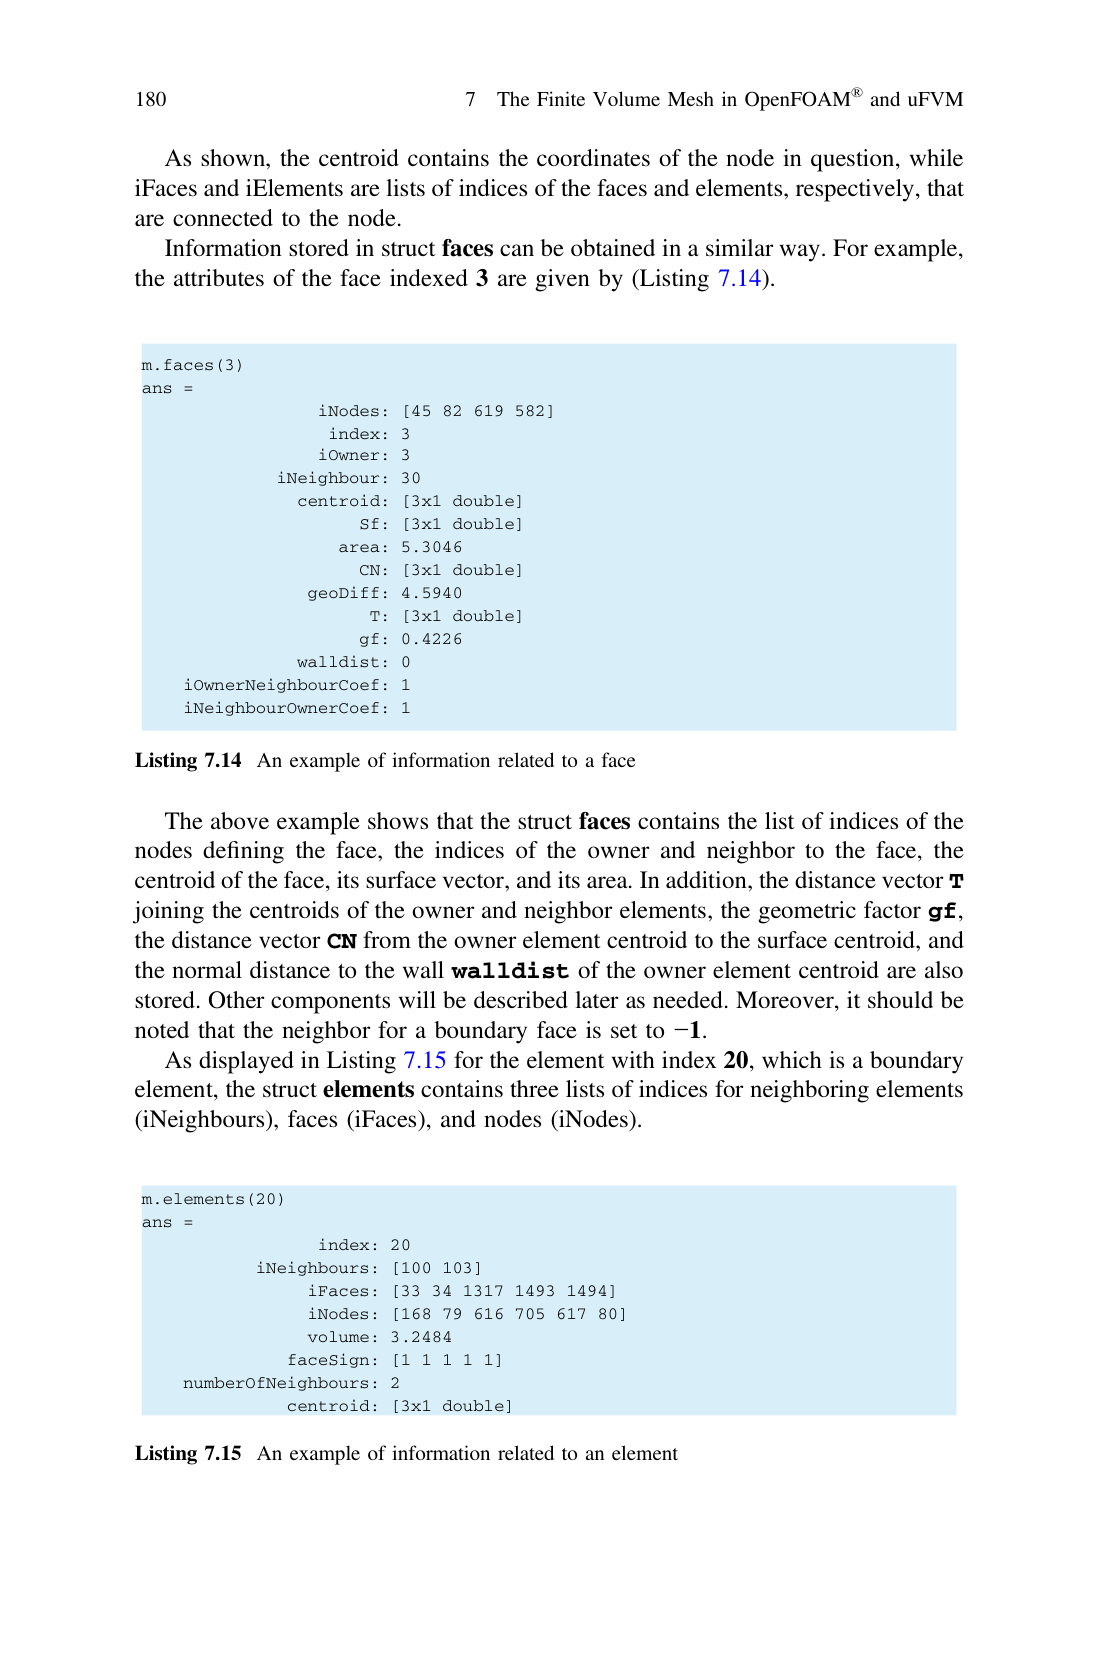 180
7 The Finite Volume Mesh in OpenFOAM® and uFVM
As shown, the centroid contains the coordinates of the node in question, while
iFaces and iElements are lists of indices of the faces and elements, respectively, that
are connected to the node.
Information stored in struct faces can be obtained in a similar way. For example,
the attributes of the face indexed 3 are given by (Listing 7.14).
m.faces(3)
ans =
iNodes: [45 82 619 582]
index: 3
iOwner: 3
iNeighbour: 30
centroid: [3x1 double]
Sf: [3x1 double]
area: 5.3046
CN: [3x1 double]
geoDiff: 4.5940
T: [3x1 double]
gf: 0.4226
walldist: 0
iOwnerNeighbourCoef: 1
iNeighbourOwnerCoef: 1
Listing 7.14 An example of information related to a face
The above example shows that the struct faces contains the list of indices of the
nodes defining the face, the indices of the owner and neighbor to the face, the
centroid of the face, its surface vector, and its area. In addition, the distance vector T
joining the centroids of the owner and neighbor elements, the geometric factor gf,
the distance vector CN from the owner element centroid to the surface centroid, and
the normal distance to the wall walldist of the owner element centroid are also
stored. Other components will be described later as needed. Moreover, it should be
noted that the neighbor for a boundary face is set to −1.
As displayed in Listing 7.15 for the element with index 20, which is a boundary
element, the struct elements contains three lists of indices for neighboring elements
(iNeighbours), faces (iFaces), and nodes (iNodes).
m.elements(20)
ans =
index: 20
iNeighbours: [100 103]
iFaces: [33 34 1317 1493 1494]
iNodes: [168 79 616 705 617 80]
volume: 3.2484
faceSign: [1 1 1 1 1]
numberOfNeighbours: 2
centroid: [3x1 double]
Listing 7.15 An example of information related to an element